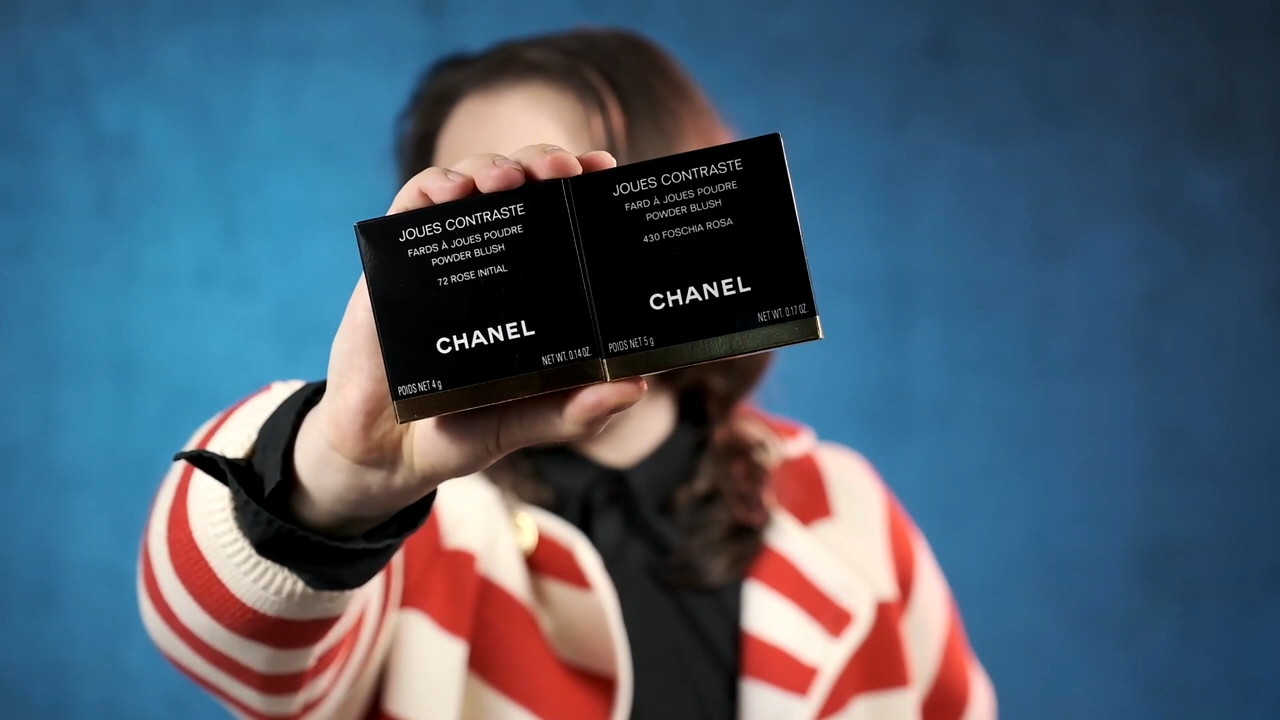 JOUES CONTRASTE
FARDS À JOUES POUDRE
POWDER BLUSH
72 ROSE INITIAL
CHANEL
POIDS NET 4 g
NET WT. 0.14 OZ.
JOUES CONTRASTE
FARD À JOUES POUDRE
POWDER BLUSH
430 FOSCHIA ROSA
CHANEL
POIDS NET 5 g
NET WT. 0.17 OZ.